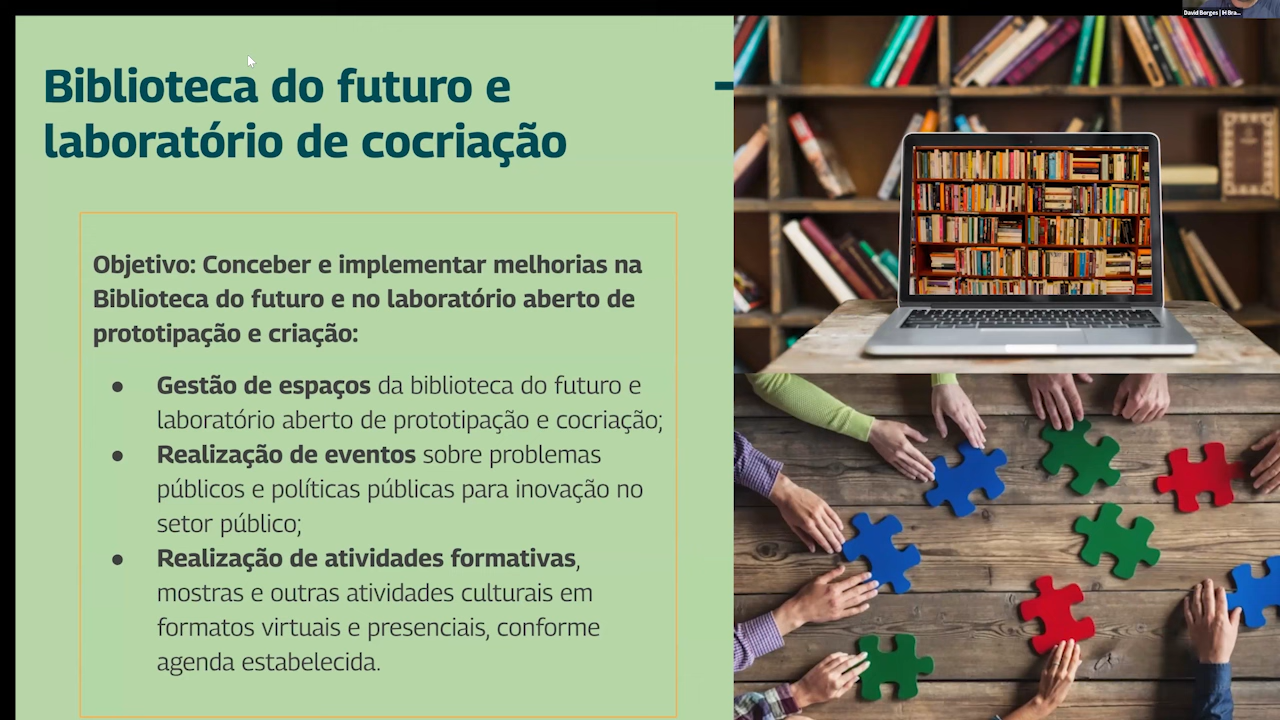 David Borges | IH Bra...
Biblioteca do futuro e
laboratório de cocriação
Objetivo: Conceber e implementar melhorias na
Biblioteca do futuro e no laboratório aberto de
prototipação e criação:
● Gestão de espaços da biblioteca do futuro e
laboratório aberto de prototipação e cocriação;
● Realização de eventos sobre problemas
públicos e políticas públicas para inovação no
setor público;
● Realização de atividades formativas,
mostras e outras atividades culturais em
formatos virtuais e presenciais, conforme
agenda estabelecida.